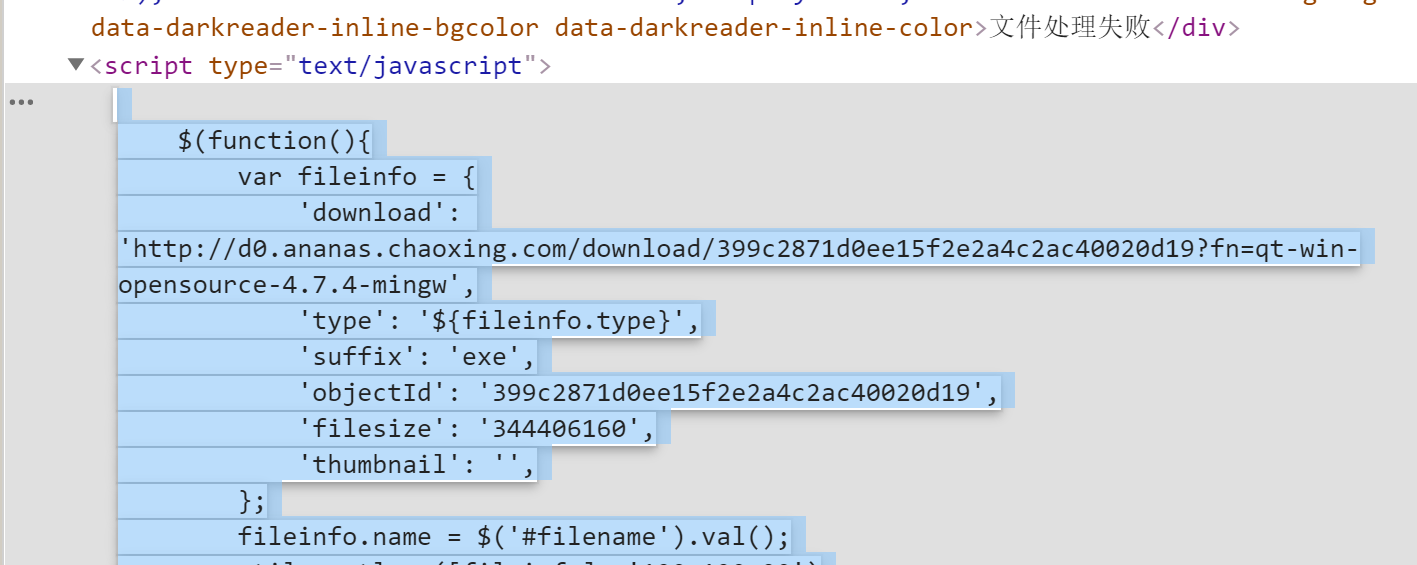 data-darkreader-inline-bgcolor data-darkreader-inline-color>文件处理失败</div>
▼<script type="text/javascript">
$(function(){
var fileinfo = {
'download':
'http://d0.ananas.chaoxing.com/download/399c2871d0ee15f2e2a4c2ac40020d19?fn=qt-win-
opensource-4.7.4-mingw',
'type': '${fileinfo.type}',
'suffix': 'exe',
'objectId': '399c2871d0ee15f2e2a4c2ac40020d19',
'filesize': '344406160',
'thumbnail': '',
};
fileinfo.name = $('#filename').val();